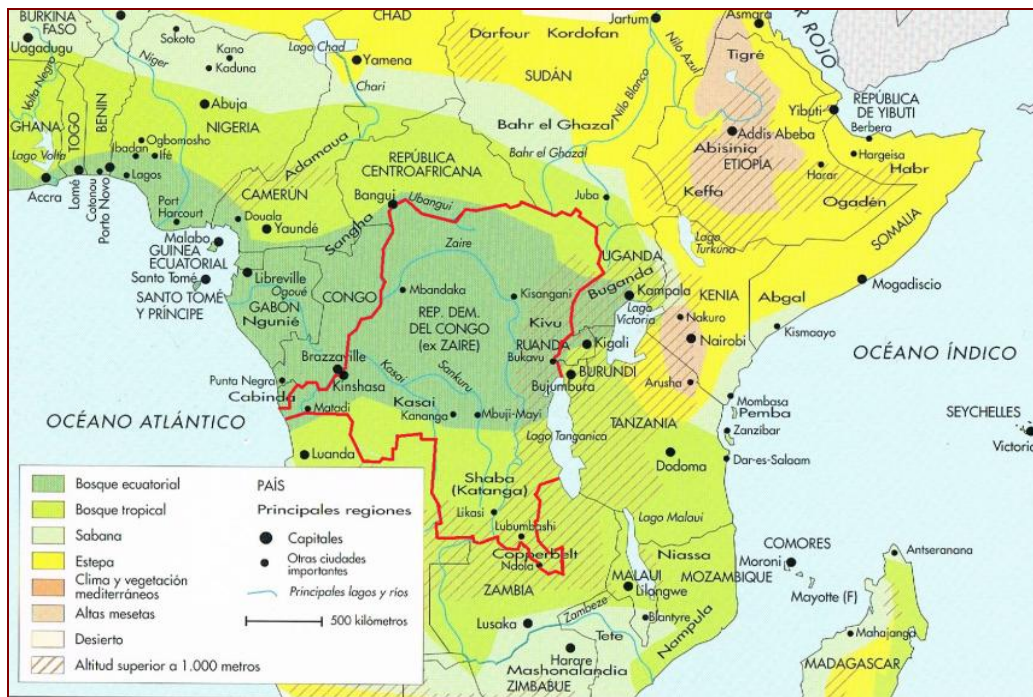 BURKINA
FASO
Uagadugu
Volta Negro
GHANA
TOGO
BENIN
Lago Volta
Accra
Lomé
Cotonou
Porto Novo
Sokoto
Kano
Kaduna
Niger
Abuja
NIGERIA
Ogbomosho
Ibadan
Ifé
Lagos
Port
Harcourt
Lago Chad
CHAD
Yamena
Chari
Adamaua
CAMERÚN
Douala
Yaundé
Malabo
GUINEA
ECUATORIAL
Santo Tomé
SANTO TOMÉ
Y PRÍNCIPE
Libreville
Ogoué
GABÓN
Ngunié
CONGO
Sangha
REPÚBLICA
CENTROAFRICANA
Bangui
Ubangui
Zaire
Mbandaka
Kisangani
REP. DEM.
DEL CONGO
(ex ZAIRE)
Kivu
Bukavu
Brazzaville
Kinshasa
Punta Negra
Cabinda
Matadi
Kasai
Sankuru
Kasai
Kananga
Mbuji-Mayi
Luanda
Shaba
(Katanga)
Likasi
Lubumbashi
Copperbelt
Ndola
ZAMBIA
Lusaka
Darfour
Kordofan
Jartum
SUDÁN
Nilo Blanco
Nilo Azul
Bahr el Ghazal
Bahr el Ghazal
Juba
Asmara
MAR ROJO
Tigré
Yibuti
REPÚBLICA
DE YIBUTI
Berbera
Addis Abeba
Abisinia
ETIOPÍA
Hargeisa
Harar
Habr
Keffa
Ogadén
SOMALIA
Lago
Turkana
UGANDA
Buganda
Kampala
Lago
Victoria
KENIA
Nakuro
Nairobi
Abgal
Mogadiscio
Kismaayo
RUANDA
Kigali
BURUNDI
Bujumbura
Arusha
Mombasa
Pemba
Zanzibar
TANZANIA
Lago Tanganica
Dodoma
Dar-es-Salaam
Lago Malaui
Niassa
MALAUI
Lilongwe
MOZAMBIQUE
Blantyre
Nampula
Zambeze
Tete
Harare
Mashonalandia
ZIMBABUE
COMORES
Moroni
Mayotte (F)
Antseranana
Mahajanga
MADAGASCAR
SEYCHELLES
Victoria
OCÉANO ÍNDICO
OCÉANO ATLÁNTICO
Bosque ecuatorial
Bosque tropical
Sabana
Estepa
Clima y vegetación
mediterráneos
Altas mesetas
Desierto
Altitud superior a 1.000 metros
PAÍS
Principales regiones
Capitales
Otras ciudades
importantes
Principales lagos y ríos
500 kilómetros